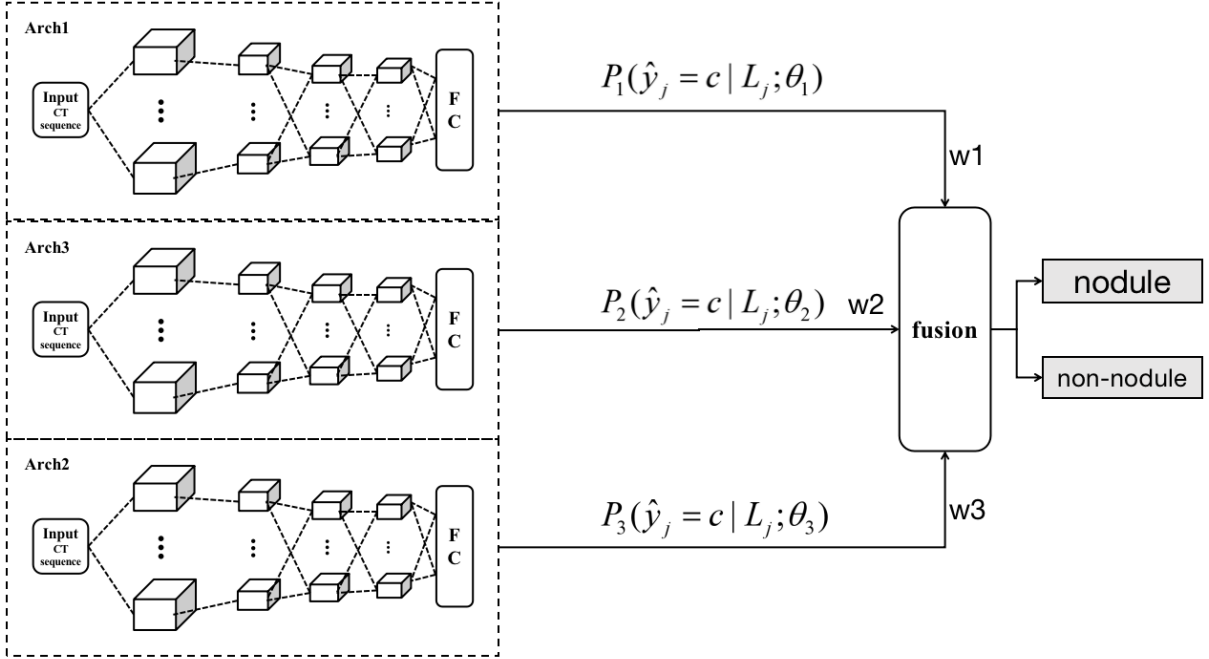 Arch1
Input
CT
sequence
F
C
P₁(ŷⱼ = c | Lⱼ; θ₁)
w1
Arch3
Input
CT
sequence
F
C
P₂(ŷⱼ = c | Lⱼ; θ₂)
w2
fusion
nodule
non-nodule
Arch2
Input
CT
sequence
F
C
P₃(ŷⱼ = c | Lⱼ; θ₃)
w3